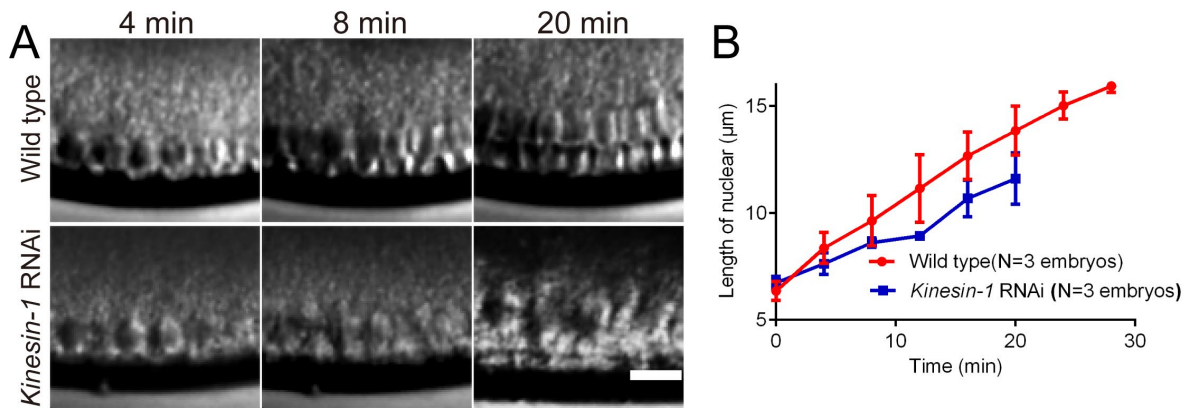 A
4 min
8 min
20 min
Wild type
Kinesin-1 RNAi
B
Length of nuclear (μm)
15
10
5
0
10
20
30
Time (min)
Wild type(N=3 embryos)
Kinesin-1 RNAi (N=3 embryos)